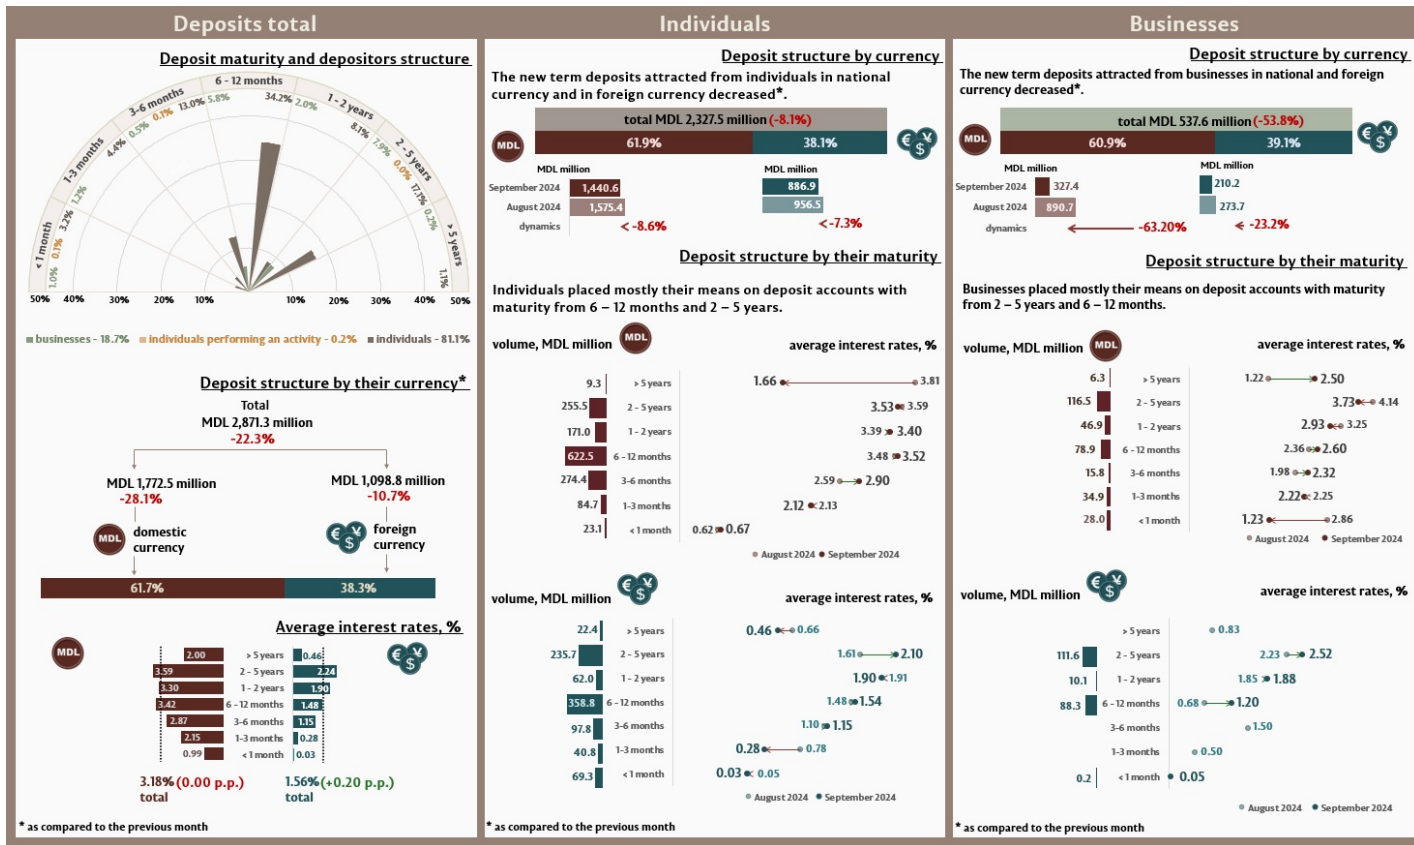 Deposits total
Deposit maturity and depositors structure
6 - 12 months
3-6 months
1 - 2 years
1-3 months
2 - 5 years
< 1 month
> 5 years
1.0%
0.1%
3.2%
1.2%
4.4%
0.5%
0.1%
13.0%
5.8%
34.2%
2.0%
8.1%
0.0%
17.1%
0.2%
1.1%
50% 40% 30% 20% 10% 10% 20% 30% 40% 50%
businesses - 18.7% individuals performing an activity - 0.2% individuals - 81.1%
Deposit structure by their currency*
Total
MDL 2,871.3 million
-22.3%
MDL 1,772.5 million
-28.1%
MDL 1,098.8 million
-10.7%
MDL
domestic
currency
€ ¥ $
foreign
currency
61.7% 38.3%
Average interest rates, %
MDL
€ ¥ $
2.00 > 5 years 0.46
3.59 2 - 5 years 2.24
3.30 1 - 2 years 1.90
3.42 6 - 12 months 1.48
2.87 3-6 months 1.15
2.15 1-3 months 0.28
0.99 < 1 month 0.03
3.18% (0.00 p.p.)
total
1.56% (+0.20 p.p.)
total
* as compared to the previous month
Individuals
Deposit structure by currency
The new term deposits attracted from individuals in national
currency and in foreign currency decreased*.
total MDL 2,327.5 million (-8.1%)
MDL 61.9% 38.1% € ¥ $
MDL million MDL million
September 2024 1,440.6 886.9
August 2024 1,575.4 956.5
dynamics -8.6% -7.3%
Deposit structure by their maturity
Individuals placed mostly their means on deposit accounts with
maturity from 6 – 12 months and 2 – 5 years.
volume, MDL million MDL average interest rates, %
9.3 > 5 years 1.66 3.81
255.5 2 - 5 years 3.53 3.59
171.0 1 - 2 years 3.39 3.40
622.5 6 - 12 months 3.48 3.52
274.4 3-6 months 2.59 2.90
84.7 1-3 months 2.12 2.13
23.1 < 1 month 0.62 0.67
August 2024 September 2024
volume, MDL million € ¥ $ average interest rates, %
22.4 > 5 years 0.46 0.66
235.7 2 - 5 years 1.61 2.10
62.0 1 - 2 years 1.90 1.91
358.8 6 - 12 months 1.48 1.54
97.8 3-6 months 1.10 1.15
40.8 1-3 months 0.28 0.78
69.3 < 1 month 0.03 0.05
August 2024 September 2024
* as compared to the previous month
Businesses
Deposit structure by currency
The new term deposits attracted from businesses in national and foreign
currency decreased*.
total MDL 537.6 million (-53.8%)
MDL 60.9% 39.1% € ¥ $
MDL million MDL million
September 2024 327.4 210.2
August 2024 890.7 273.7
dynamics -63.20% -23.2%
Deposit structure by their maturity
Businesses placed mostly their means on deposit accounts with maturity
from 2 – 5 years and 6 – 12 months.
volume, MDL million MDL average interest rates, %
6.3 > 5 years 1.22 2.50
116.5 2 - 5 years 3.73 4.14
46.9 1 - 2 years 2.93 3.25
78.9 6 - 12 months 2.36 2.60
15.8 3-6 months 1.98 2.32
34.9 1-3 months 2.22 2.25
28.0 < 1 month 1.23 2.86
August 2024 September 2024
volume, MDL million € ¥ $ average interest rates, %
> 5 years 0.83
111.6 2 - 5 years 2.23 2.52
10.1 1 - 2 years 1.85 1.88
88.3 6 - 12 months 0.68 1.20
3-6 months 1.50
1-3 months 0.50
0.2 < 1 month 0.05
August 2024 September 2024
* as compared to the previous month